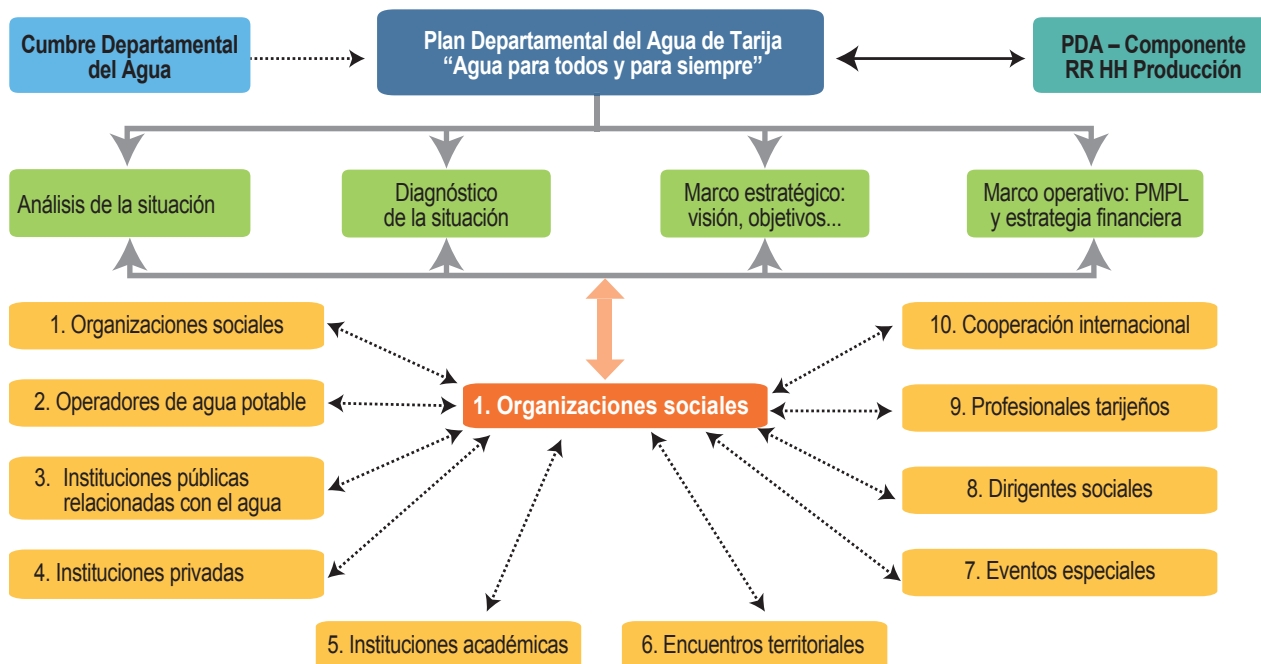 Cumbre Departamental
del Agua
Plan Departamental del Agua de Tarija
“Agua para todos y para siempre”
PDA – Componente
RR HH Producción
Análisis de la situación
Diagnóstico
de la situación
Marco estratégico:
visión, objetivos...
Marco operativo: PMPL
y estrategia financiera
1. Organizaciones sociales
2. Operadores de agua potable
3. Instituciones públicas
relacionadas con el agua
4. Instituciones privadas
5. Instituciones académicas
1. Organizaciones sociales
6. Encuentros territoriales
10. Cooperación internacional
9. Profesionales tarijeños
8. Dirigentes sociales
7. Eventos especiales